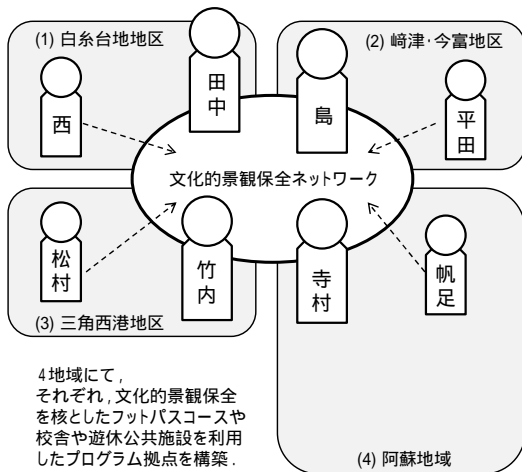 (1) 白糸台地地区
(2) 﨑津・今富地区
田中
島
西
平田
文化的景観保全ネットワーク
松村
竹内
寺村
帆足
(3) 三角西港地区
4地域にて，
それぞれ，文化的景観保全
を核としたフットパスコースや
校舎や遊休公共施設を利用
したプログラム拠点を構築．
(4) 阿蘇地域